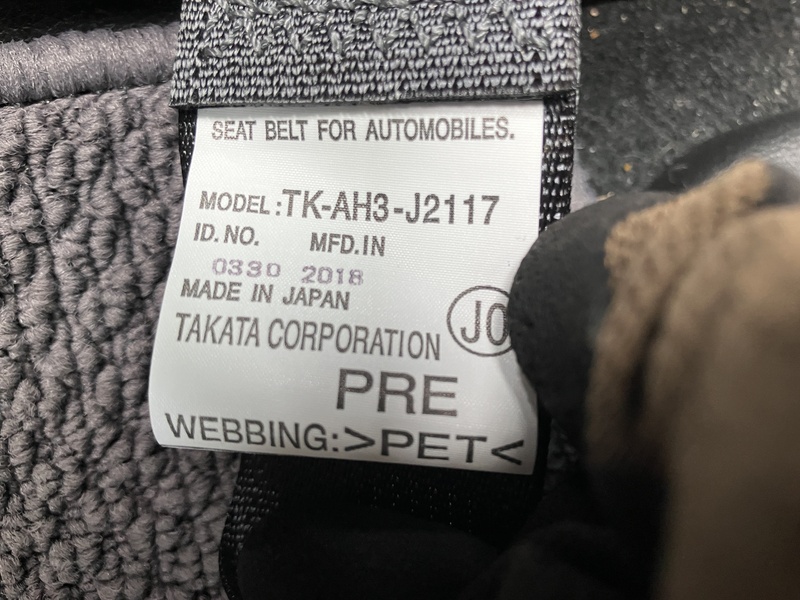 SEAT BELT FOR AUTOMOBILES.
MODEL:TK-AH3-J2117
ID.NO. MFD.IN
0330 2018
MADE IN JAPAN
TAKATA CORPORATION
J0
PRE
WEBBING:>PET<